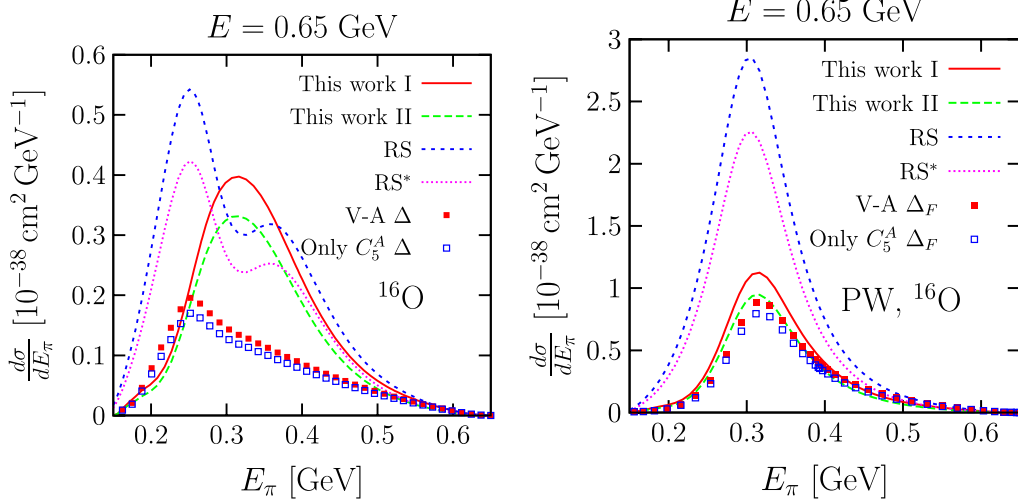 E = 0.65 GeV
dσ/dE_π [10^{−38} cm² GeV^{−1}]
0.6
0.5
0.4
0.3
0.2
0.1
0
This work I
This work II
RS
RS*
V-A Δ
Only C_5^A Δ
¹⁶O
0.2 0.3 0.4 0.5 0.6
E_π [GeV]
E = 0.65 GeV
dσ/dE_π [10^{−38} cm² GeV^{−1}]
3
2.5
2
1.5
1
0.5
0
This work I
This work II
RS
RS*
V-A Δ_F
Only C_5^A Δ_F
PW, ¹⁶O
0.2 0.3 0.4 0.5 0.6
E_π [GeV]